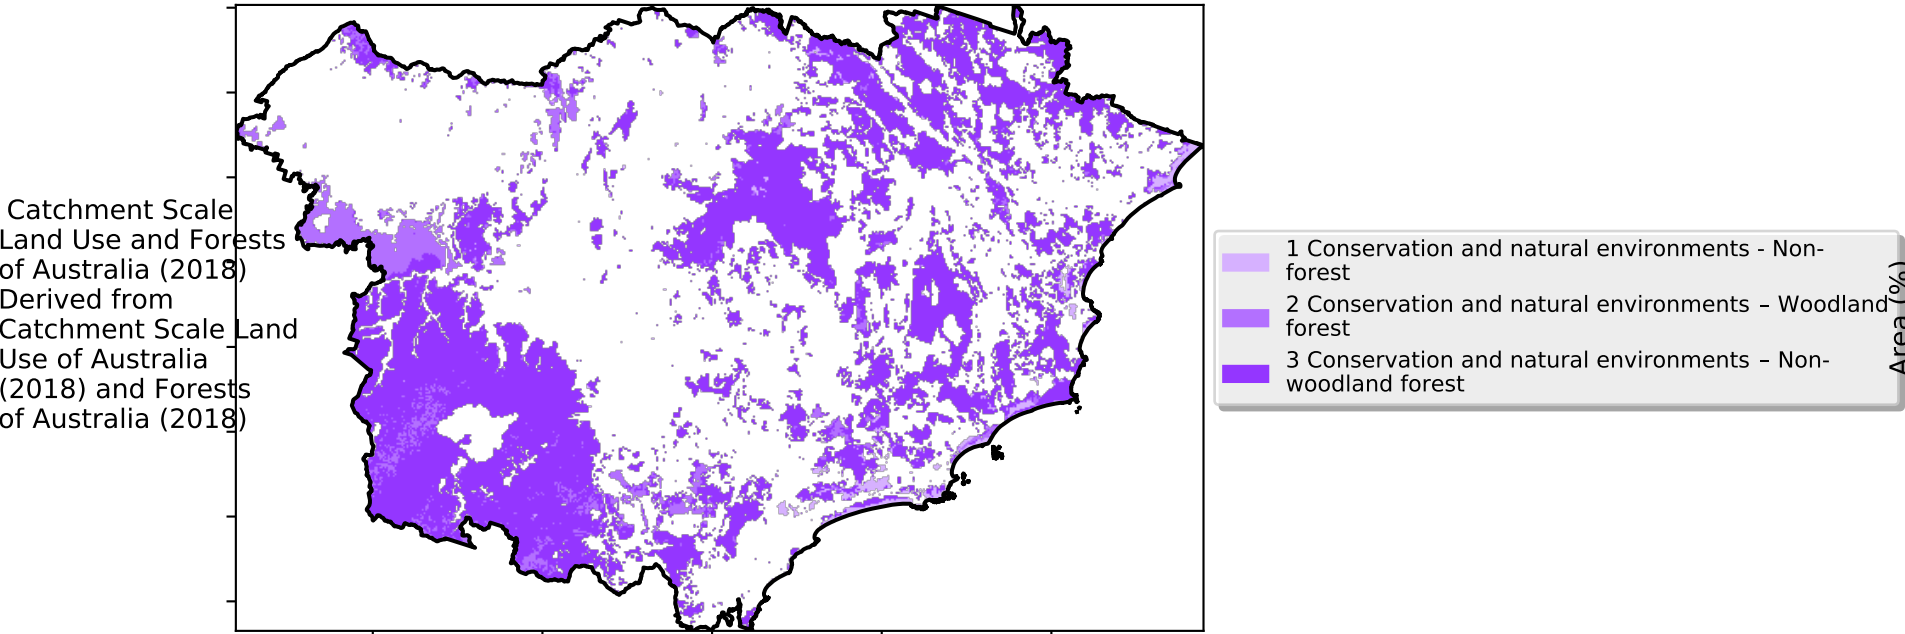 Catchment Scale
Land Use and Forests
of Australia (2018)
Derived from
Catchment Scale Land
Use of Australia
(2018) and Forests
of Australia (2018)
1 Conservation and natural environments - Non-
forest
2 Conservation and natural environments – Woodland
forest
3 Conservation and natural environments – Non-
woodland forest
Area (%)